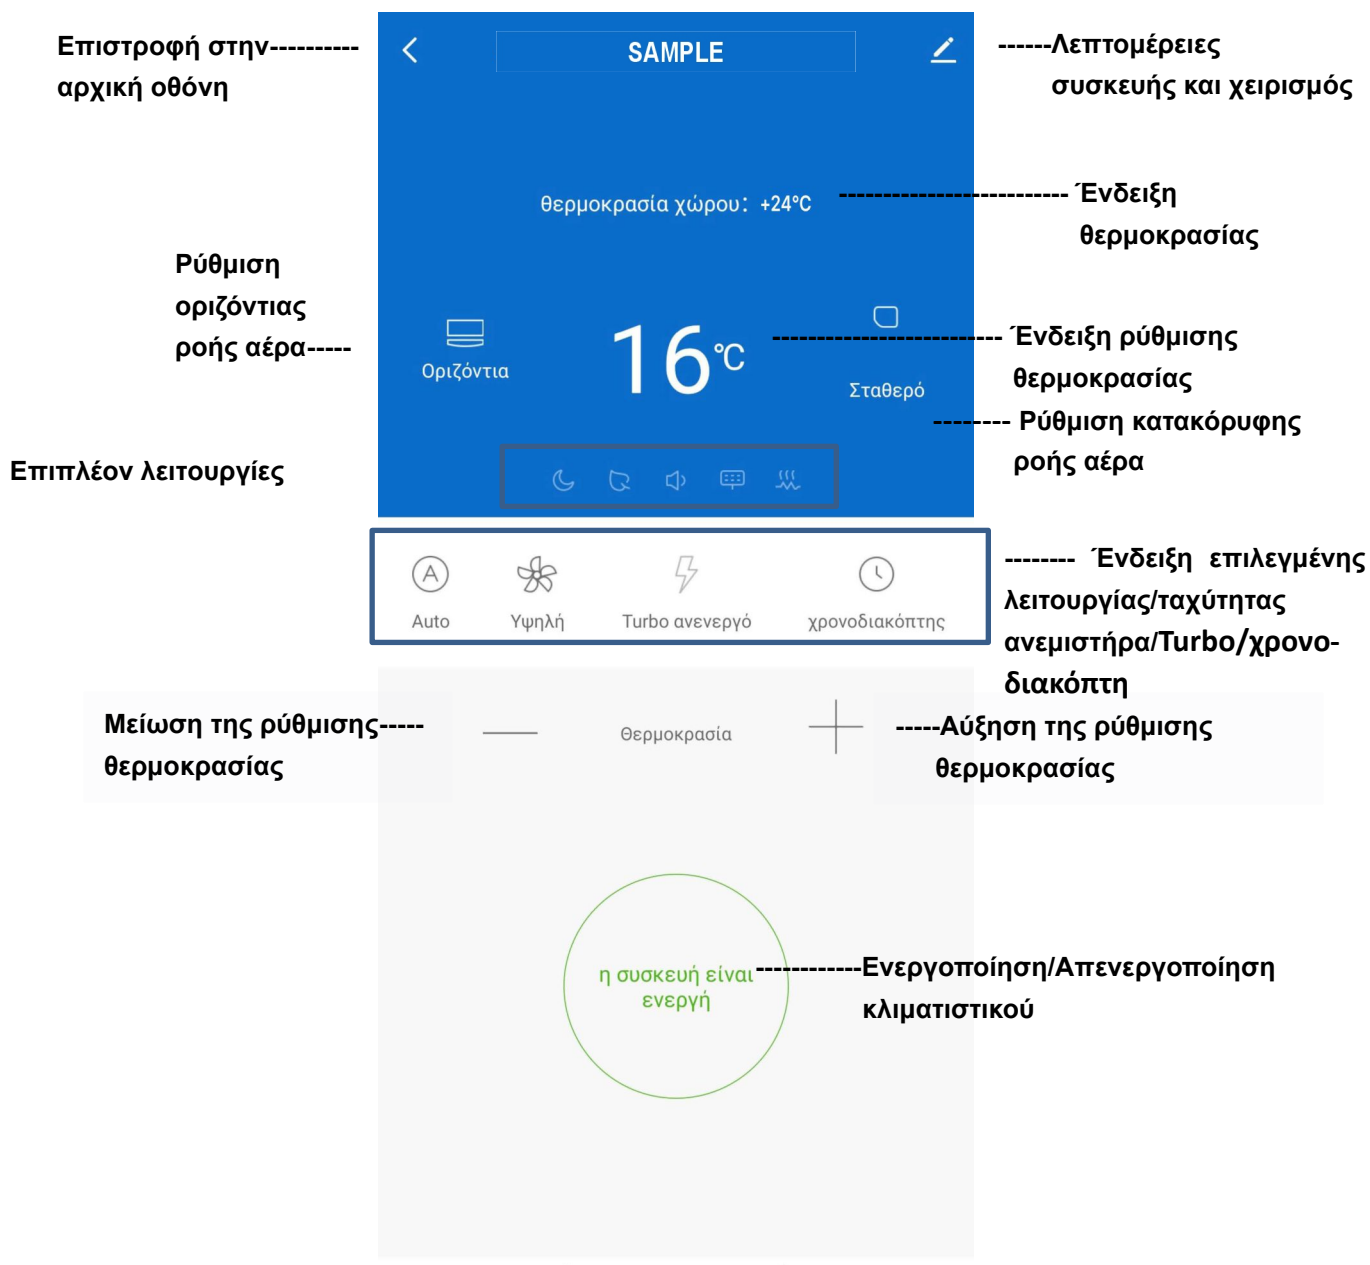 Επιστροφή στην----------
αρχική οθόνη
SAMPLE
------Λεπτομέρειες
συσκευής και χειρισμός
θερμοκρασία χώρου: +24°C
-------------------------- Ένδειξη
θερμοκρασίας
Ρύθμιση
οριζόντιας
ροής αέρα-----
Οριζόντια
16°C
Σταθερό
-------------------------- Ένδειξη ρύθμισης
θερμοκρασίας
-------- Ρύθμιση κατακόρυφης
ροής αέρα
Επιπλέον λειτουργίες
A
Auto
Υψηλή
Turbo ανενεργό
χρονοδιακόπτης
-------- Ένδειξη επιλεγμένης
λειτουργίας/ταχύτητας
ανεμιστήρα/Turbo/χρονο-
διακόπτη
Μείωση της ρύθμισης-----
θερμοκρασίας
Θερμοκρασία
-----Αύξηση της ρύθμισης
θερμοκρασίας
η συσκευή είναι
ενεργή
------------Ενεργοποίηση/Απενεργοποίηση
κλιματιστικού